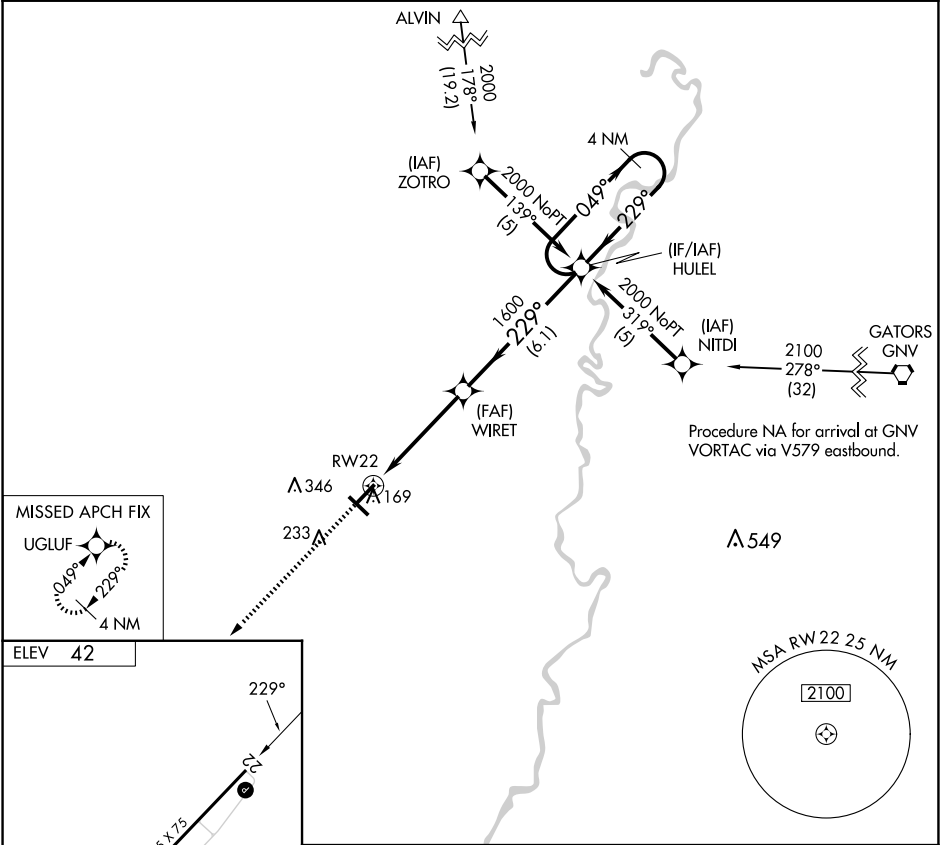 ALVIN
2000
178°
(19.2)
(IAF)
ZOTRO
2000 NoPT
139°
(5)
4 NM
049°
229°
(IF/IAF)
HULEL
2000 NoPT
319°
(5)
(IAF)
NITDI
GATORS
GNV
2100
278°
(32)
1600
229°
(6.1)
(FAF)
WIRET
Procedure NA for arrival at GNV
VORTAC via V579 eastbound.
RW22
346
169
233
549
MISSED APCH FIX
UGLUF
049°
229°
4 NM
ELEV 42
229°
22
P
X 75
MSA RW 22 25 NM
2100